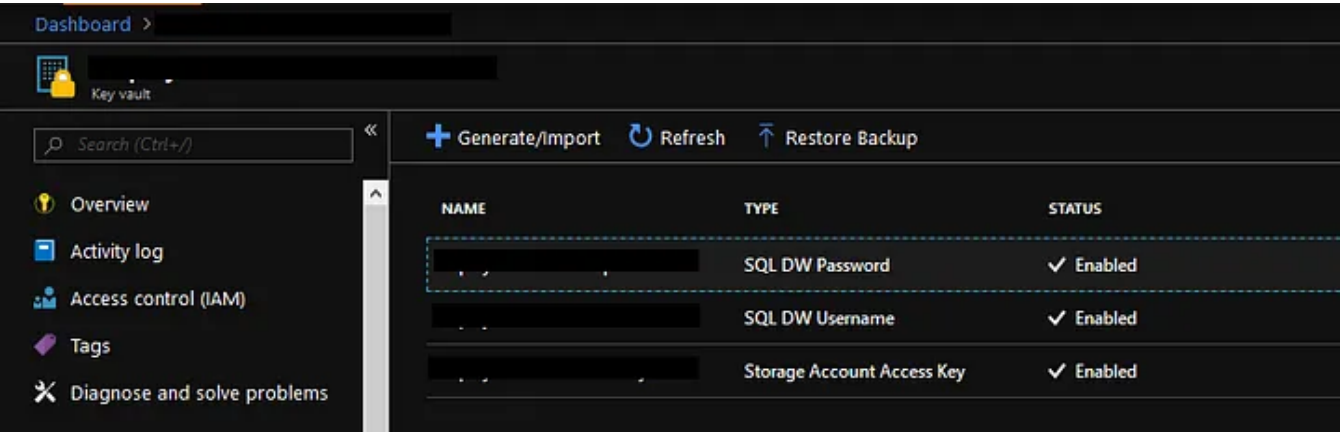 Dashboard >
Key vault
Search (Ctrl+/)
«
Generate/Import Refresh Restore Backup
Overview
Activity log
Access control (IAM)
Tags
Diagnose and solve problems
NAME TYPE STATUS
SQL DW Password Enabled
SQL DW Username Enabled
Storage Account Access Key Enabled